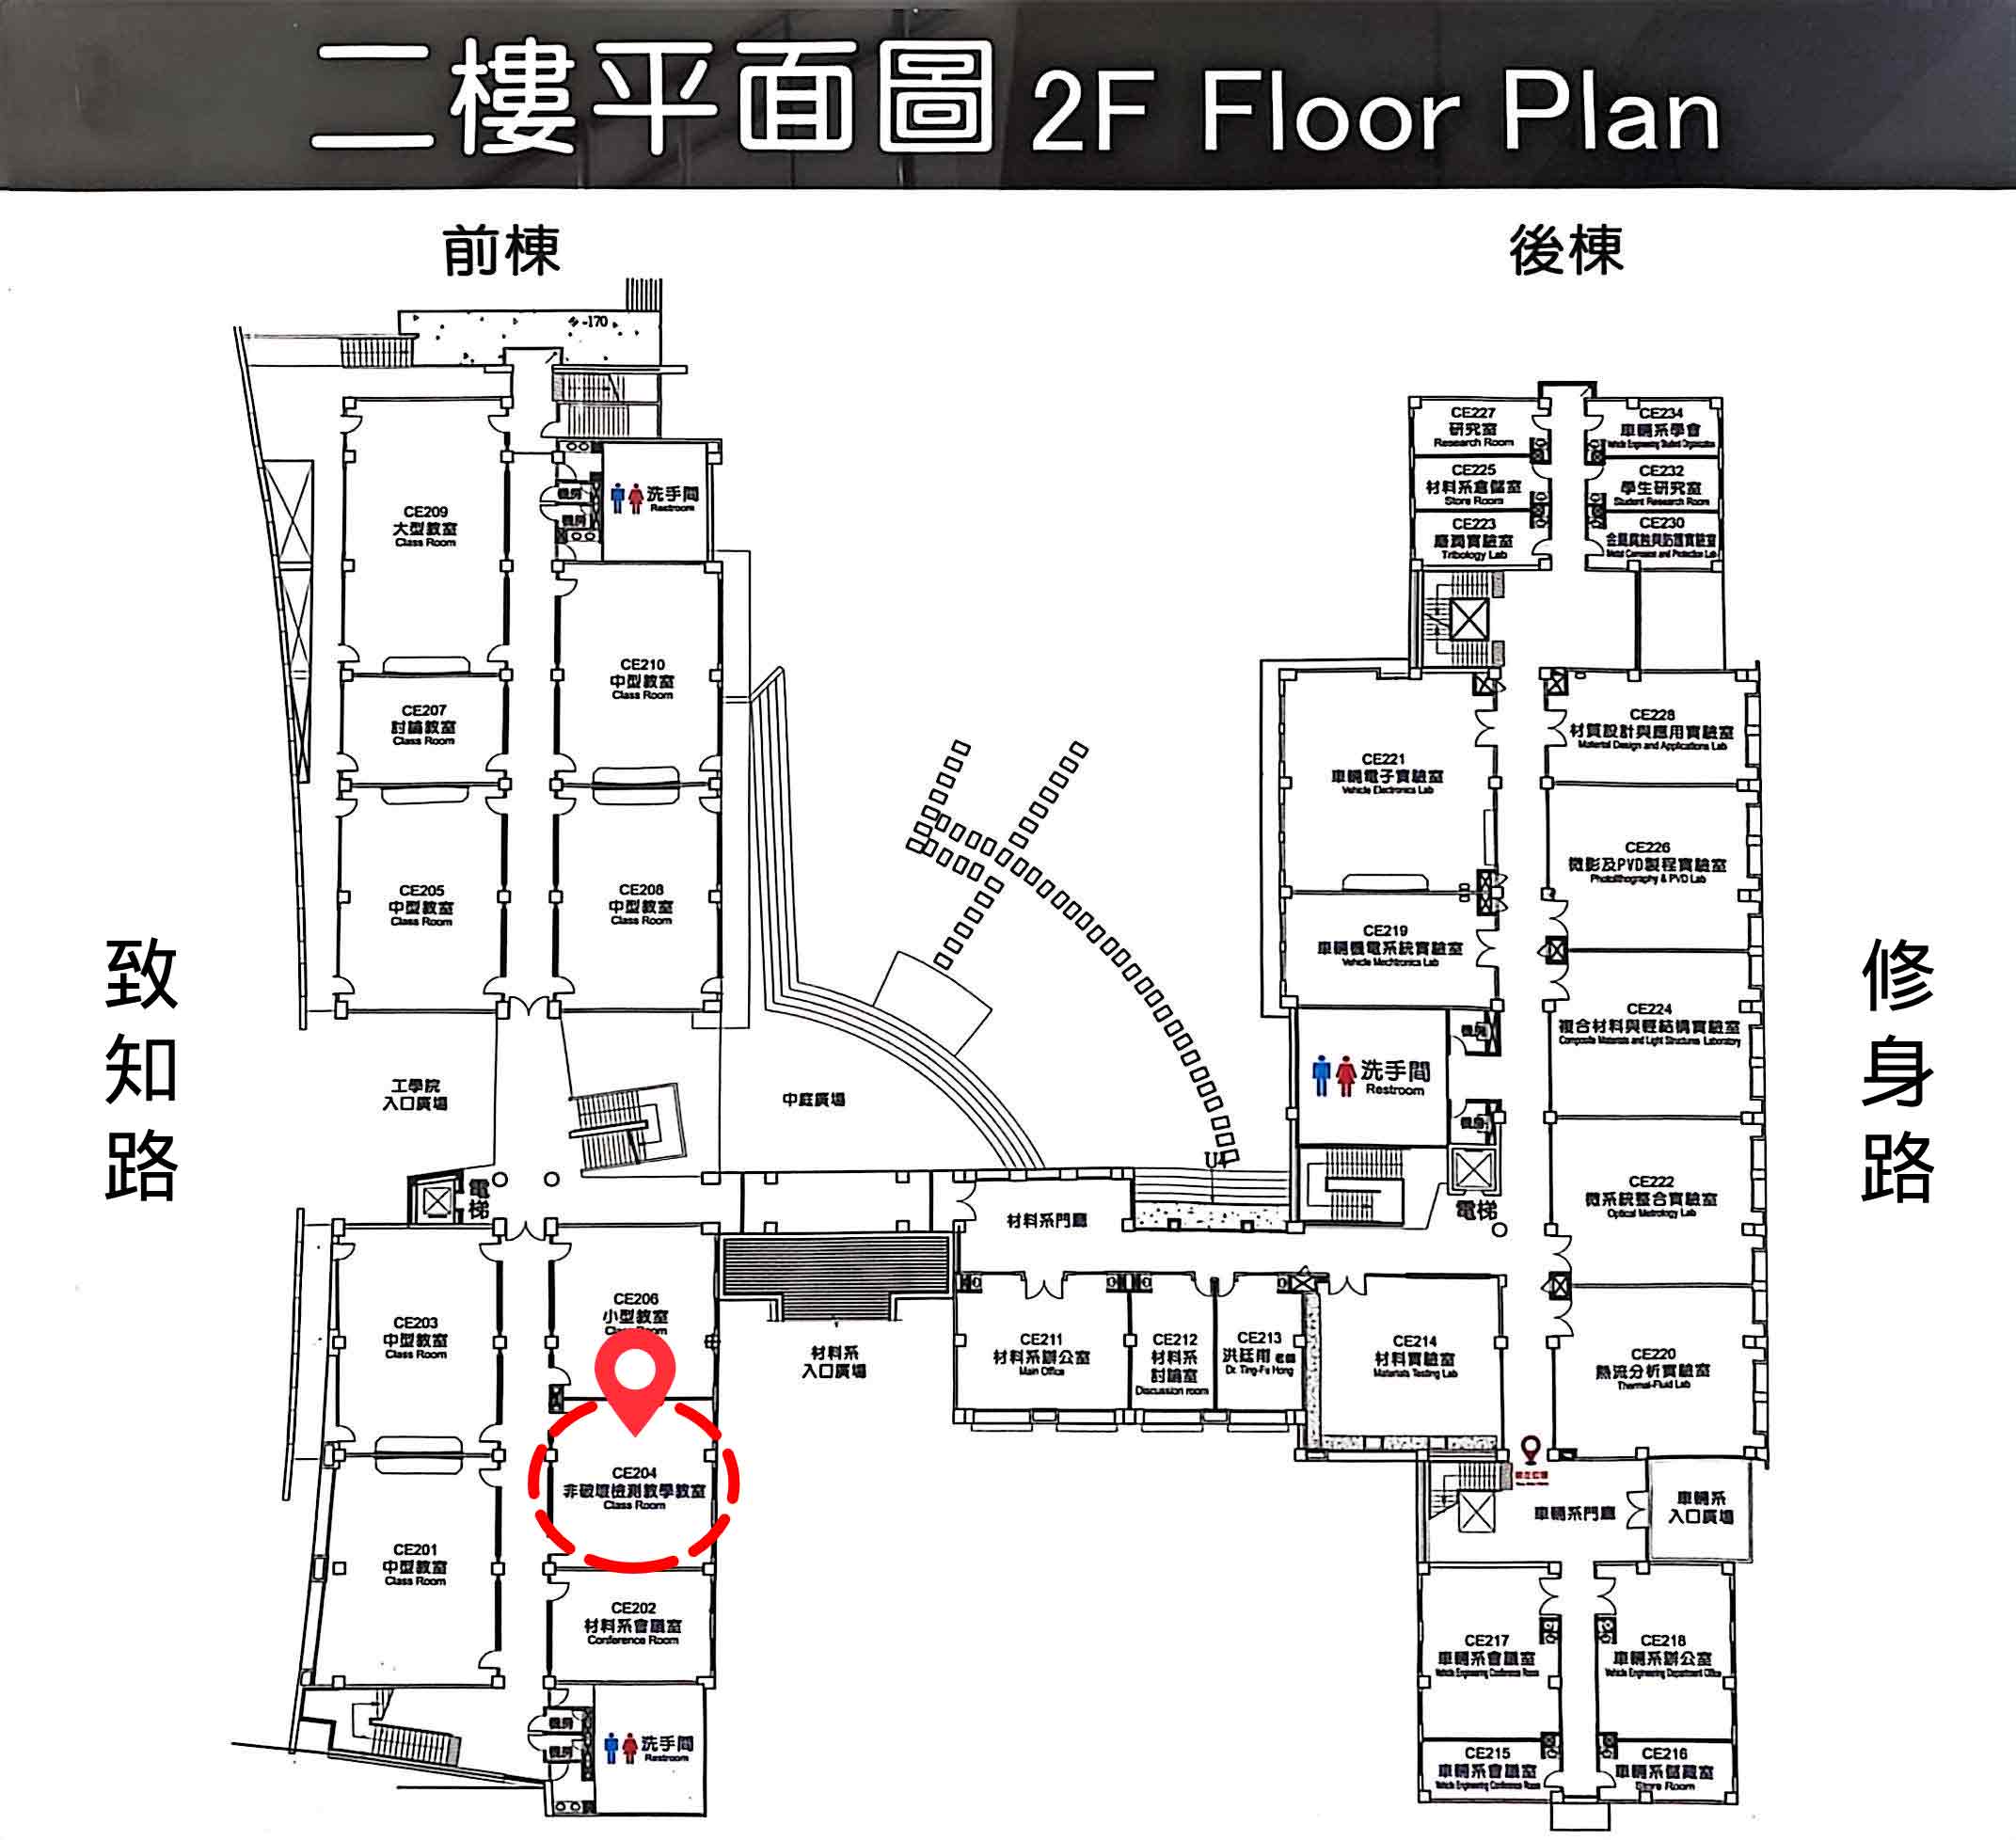 二樓平面圖 2F Floor Plan
前棟
後棟
致知路
修身路
-170
洗手間
Restroom
機房
機房
CE209
大型教室
Class Room
CE210
中型教室
Class Room
CE207
討論教室
Class Room
CE205
中型教室
Class Room
CE208
中型教室
Class Room
工學院
入口廣場
中庭廣場
電梯
CE203
中型教室
Class Room
CE206
小型教室
CE204
非破壞檢測教學教室
Class Room
CE201
中型教室
Class Room
CE202
材料系會議室
Conference Room
機房
機房
洗手間
Restroom
材料系
入口廣場
材料系門廳
CE211
材料系辦公室
Main Office
CE212
材料系
討論室
Discussion room
CE213
洪廷甫 老師
Dr. Ting-Fu Hong
CE214
材料實驗室
Materials Testing Lab
CE227
研究室
Research Room
CE225
材料系倉儲室
Store Room
CE223
磨潤實驗室
Tribology Lab
CE234
車輛系學會
Vehicle Engineering Student Organization
CE232
學生研究室
Student Research Room
CE230
金屬腐蝕與防護實驗室
Metal Corrosion and Protection Lab
CE221
車輛電子實驗室
Vehicle Electronics Lab
CE219
車輛機電系統實驗室
Vehicle Mechtronics Lab
CE228
材質設計與應用實驗室
Material Design and Applications Lab
CE226
微影及PVD製程實驗室
Photolithography & PVD Lab
CE224
複合材料與輕結構實驗室
Composite Materials and Light Structures Laboratory
機房
洗手間
Restroom
機房
電梯
CE222
微系統整合實驗室
Optical Metrology Lab
CE220
熱流分析實驗室
Thermal-Fluid Lab
車輛系門廳
車輛系
入口廣場
CE217
車輛系會議室
Vehicle Engineering Conference Room
CE218
車輛系辦公室
Vehicle Engineering Department Office
CE215
車輛系會議室
Vehicle Engineering Conference Room
CE216
車輛系儲藏室
Store Room